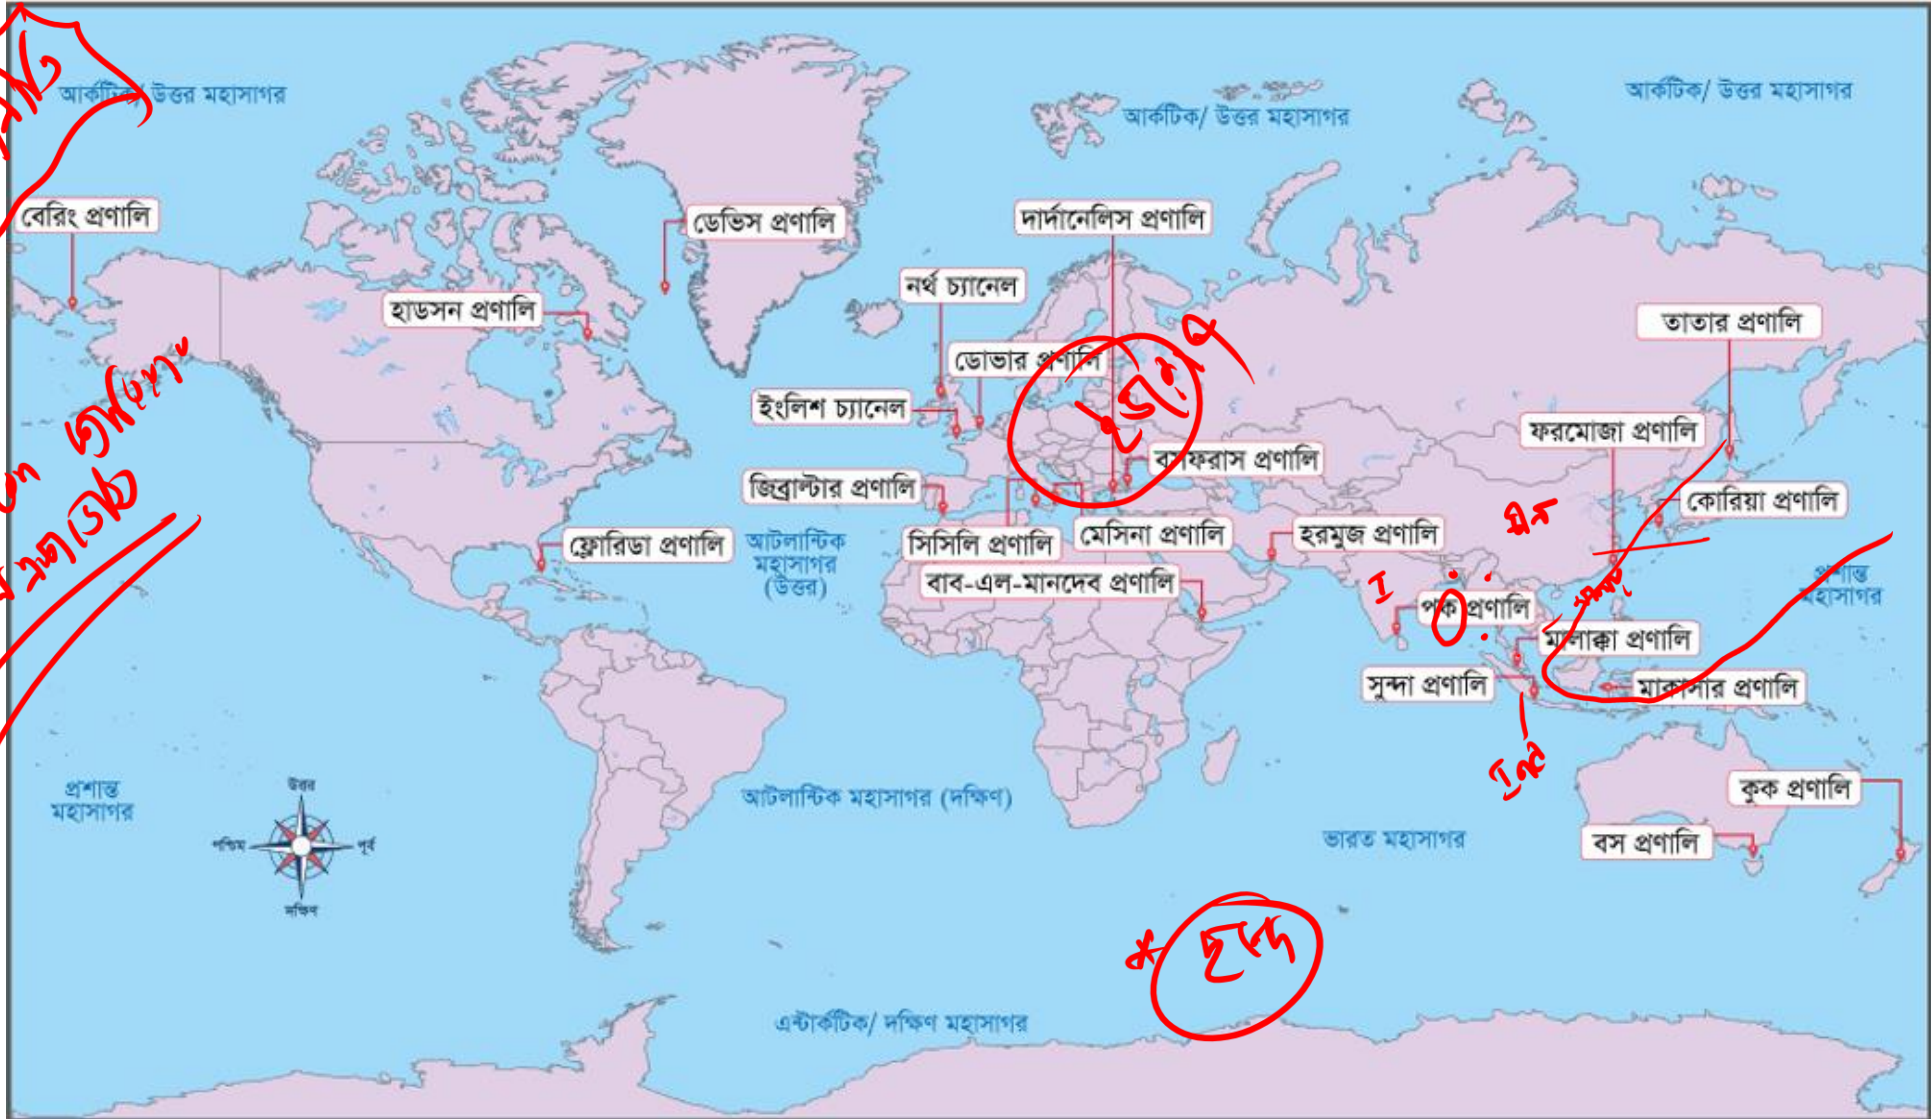 আর্কটিক/ উত্তর মহাসাগর
আর্কটিক/ উত্তর মহাসাগর
আর্কটিক/ উত্তর মহাসাগর
বেরিং প্রণালি
ডেভিস প্রণালি
দার্দানেলিস প্রণালি
নর্থ চ্যানেল
হাডসন প্রণালি
তাতার প্রণালি
ডোভার প্রণালি
ইংলিশ চ্যানেল
ফরমোজা প্রণালি
বসফরাস প্রণালি
জিব্রাল্টার প্রণালি
কোরিয়া প্রণালি
ফ্লোরিডা প্রণালি
আটলান্টিক
মহাসাগর
(উত্তর)
সিসিলি প্রণালি
মেসিনা প্রণালি
হরমুজ প্রণালি
বাব-এল-মানদেব প্রণালি
I
পক প্রণালি
প্রশান্ত
মহাসাগর
মালাক্কা প্রণালি
সুন্দা প্রণালি
মাকাসার প্রণালি
Ind
প্রশান্ত
মহাসাগর
উত্তর
পশ্চিম
পূর্ব
দক্ষিণ
আটলান্টিক মহাসাগর (দক্ষিণ)
কুক প্রণালি
ভারত মহাসাগর
বস প্রণালি
* ছন্দে
এন্টার্কটিক/ দক্ষিণ মহাসাগর